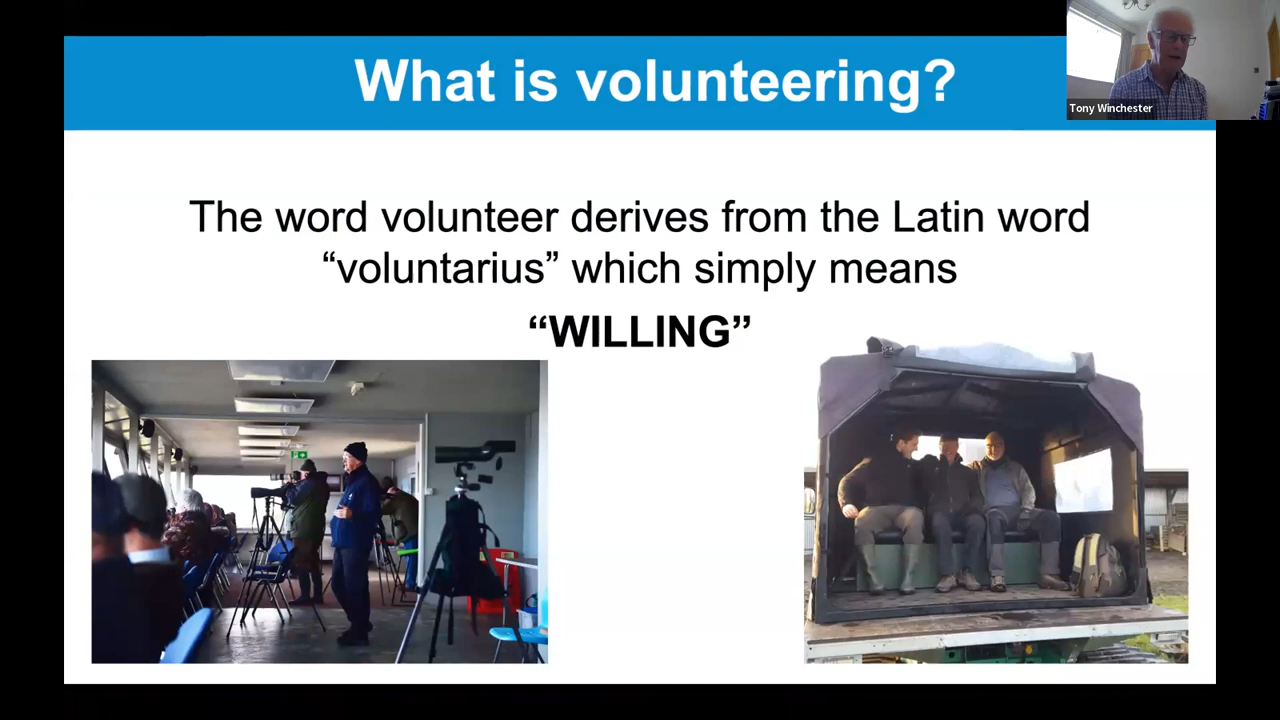 What is volunteering?
Tony Winchester
The word volunteer derives from the Latin word
“voluntarius” which simply means
“WILLING”